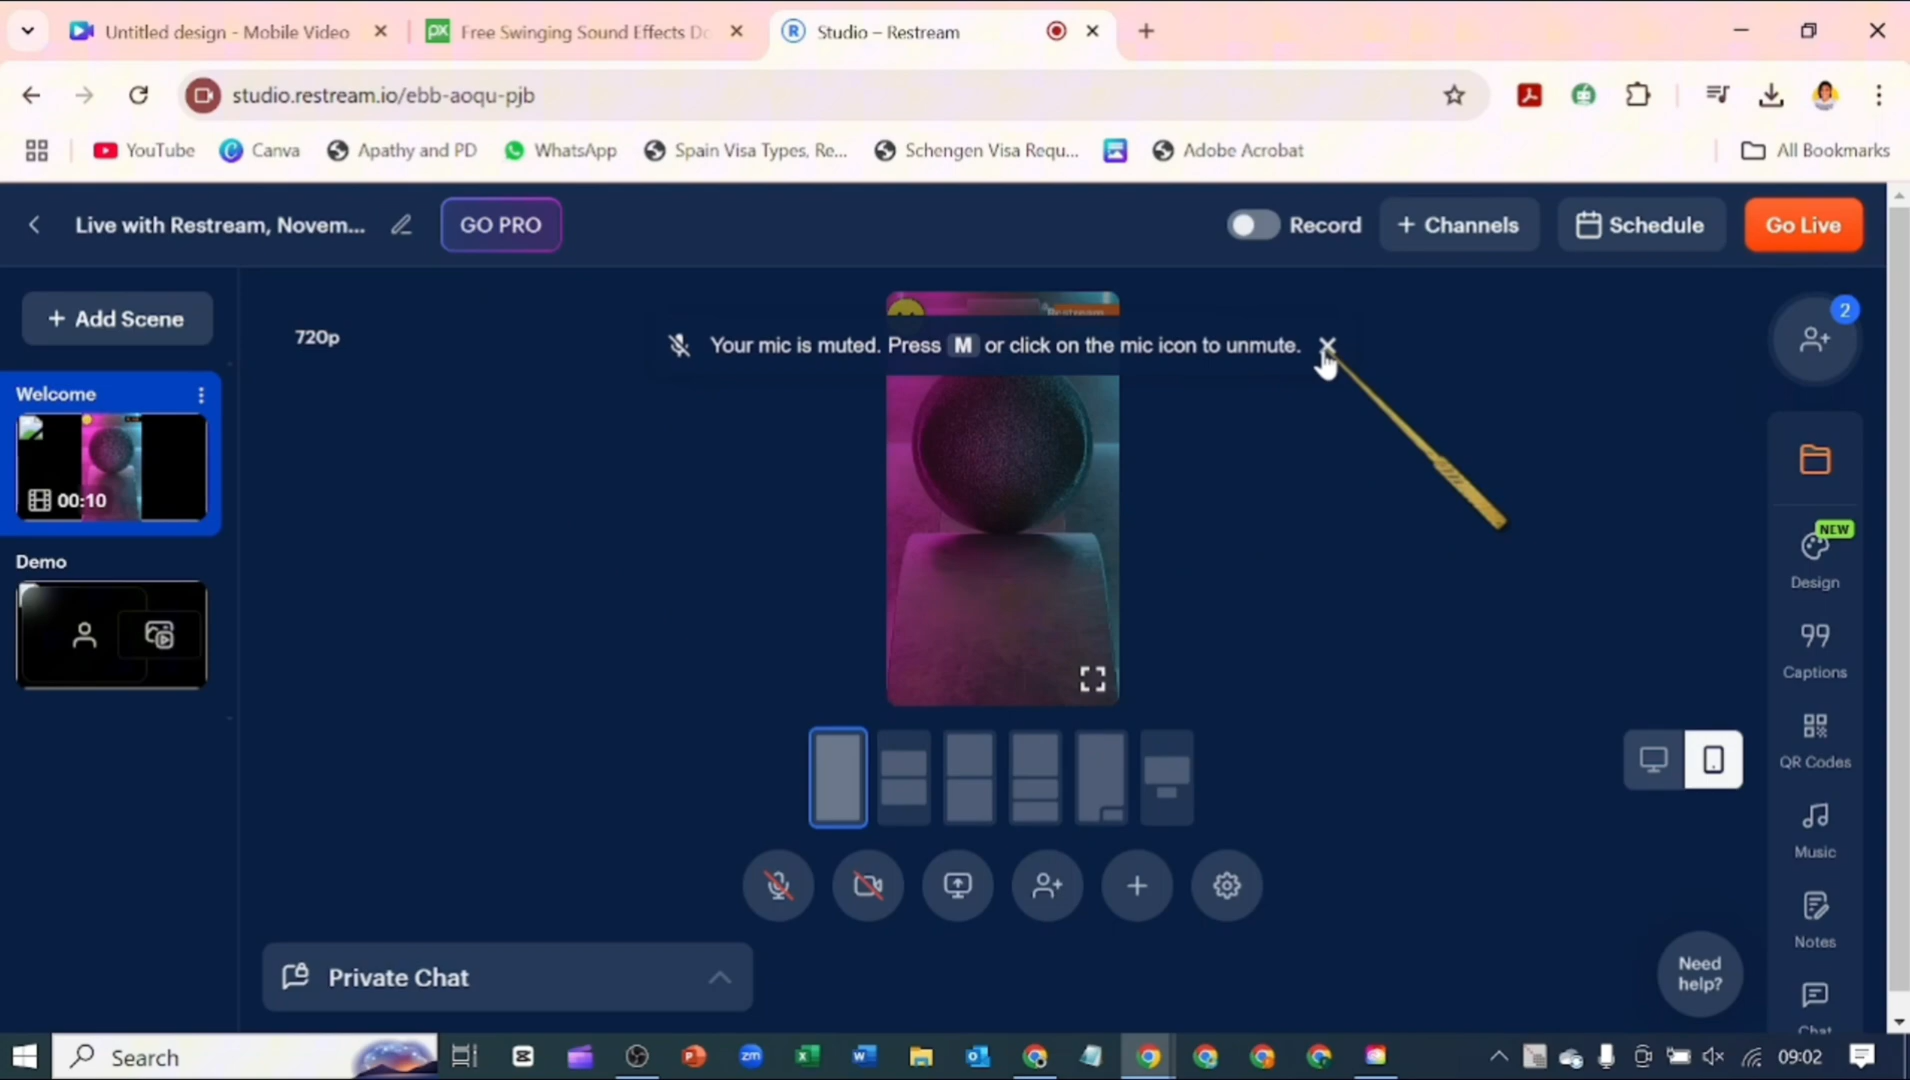 Untitled design - Mobile Video
Free Swinging Sound Effects Do
Studio – Restream
studio.restream.io/ebb-aoqu-pjb
YouTube
Canva
Apathy and PD
WhatsApp
Spain Visa Types, Re...
Schengen Visa Requ...
Adobe Acrobat
All Bookmarks
Live with Restream, Novem...
GO PRO
Record
+ Channels
Schedule
Go Live
+ Add Scene
720p
Restream
2
Your mic is muted. Press M or click on the mic icon to unmute.
Welcome
00:10
Demo
NEW
Design
Captions
QR Codes
Music
Notes
Chat
Private Chat
Need
help?
Search
09:02